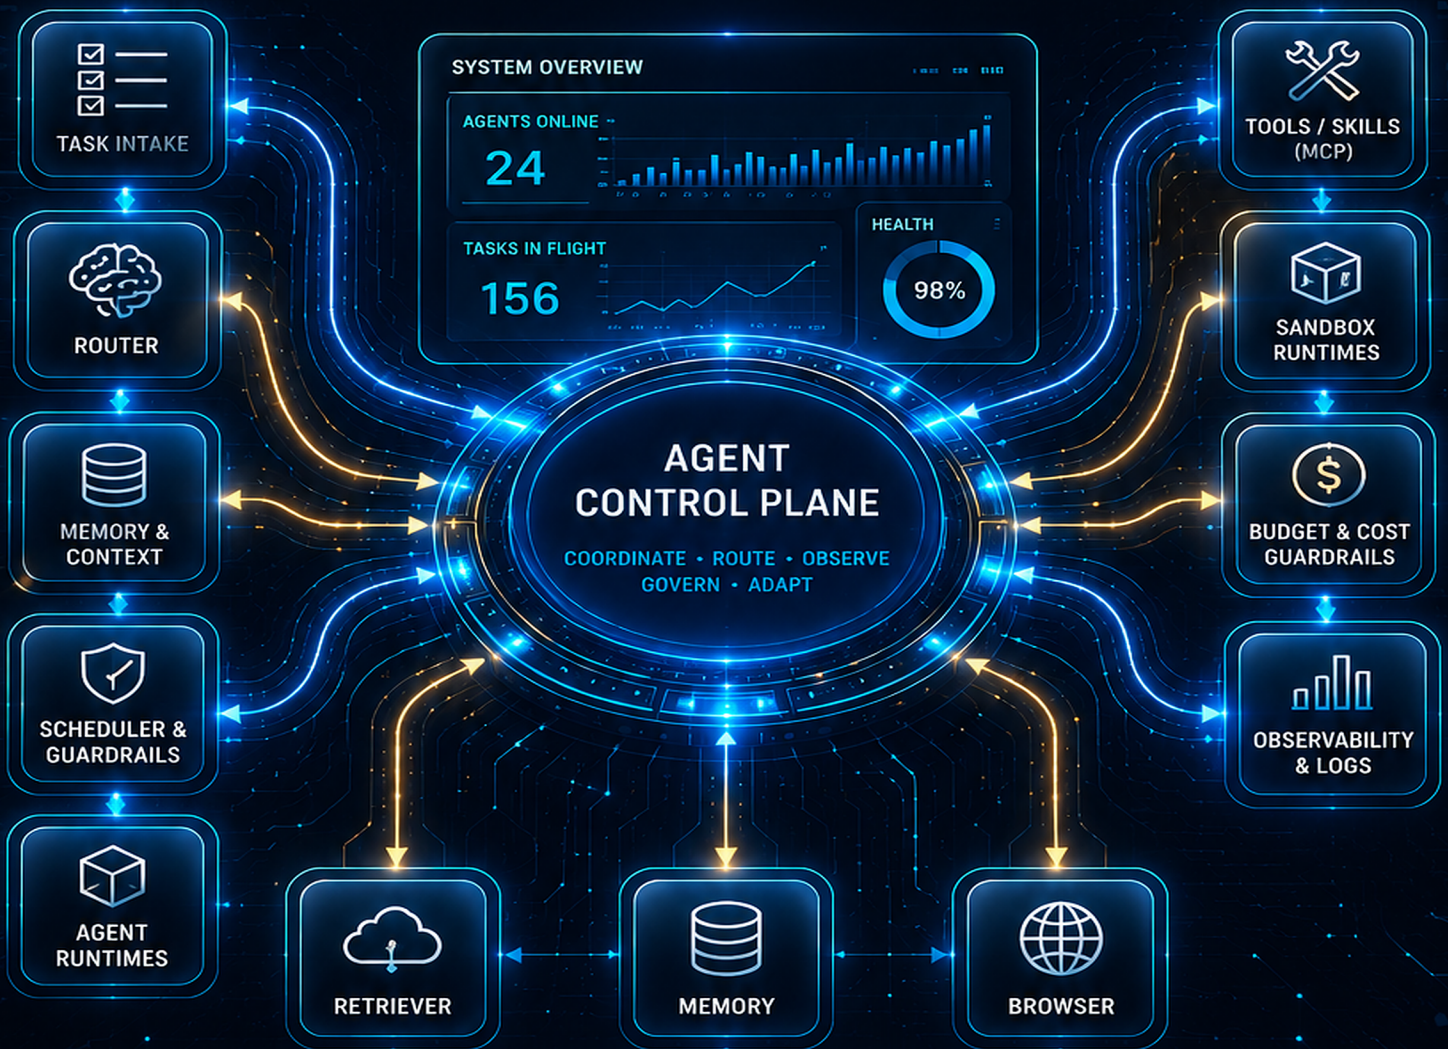 TASK INTAKE
ROUTER
MEMORY &
CONTEXT
SCHEDULER &
GUARDRAILS
AGENT
RUNTIMES
SYSTEM OVERVIEW
AGENTS ONLINE
24
TASKS IN FLIGHT
156
HEALTH
98%
AGENT
CONTROL PLANE
COORDINATE • ROUTE • OBSERVE
GOVERN • ADAPT
TOOLS / SKILLS
(MCP)
SANDBOX
RUNTIMES
$
BUDGET & COST
GUARDRAILS
OBSERVABILITY
& LOGS
RETRIEVER
MEMORY
BROWSER